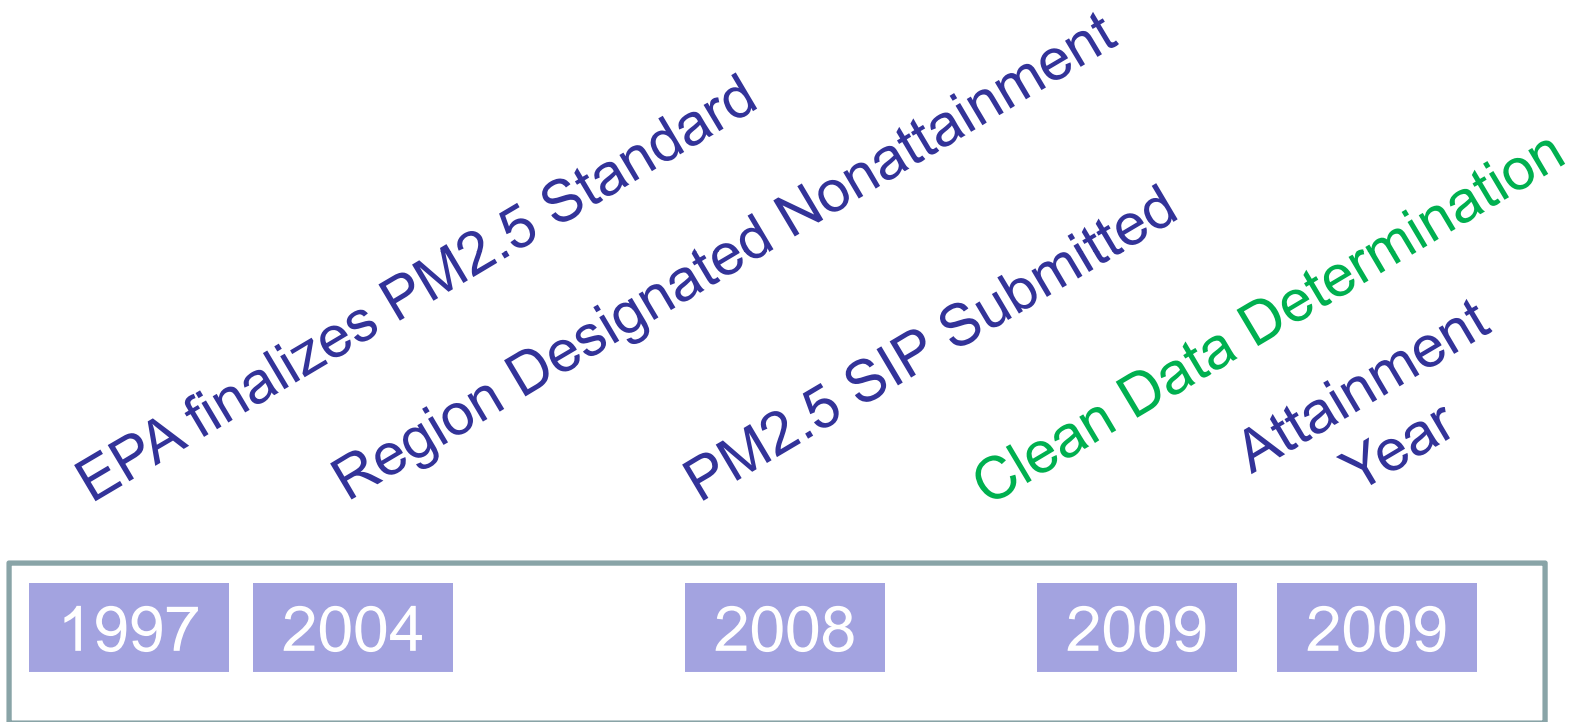 EPA finalizes PM2.5 Standard
Region Designated Nonattainment
PM2.5 SIP Submitted
Clean Data Determination
Attainment
Year
1997
2004
2008
2009
2009